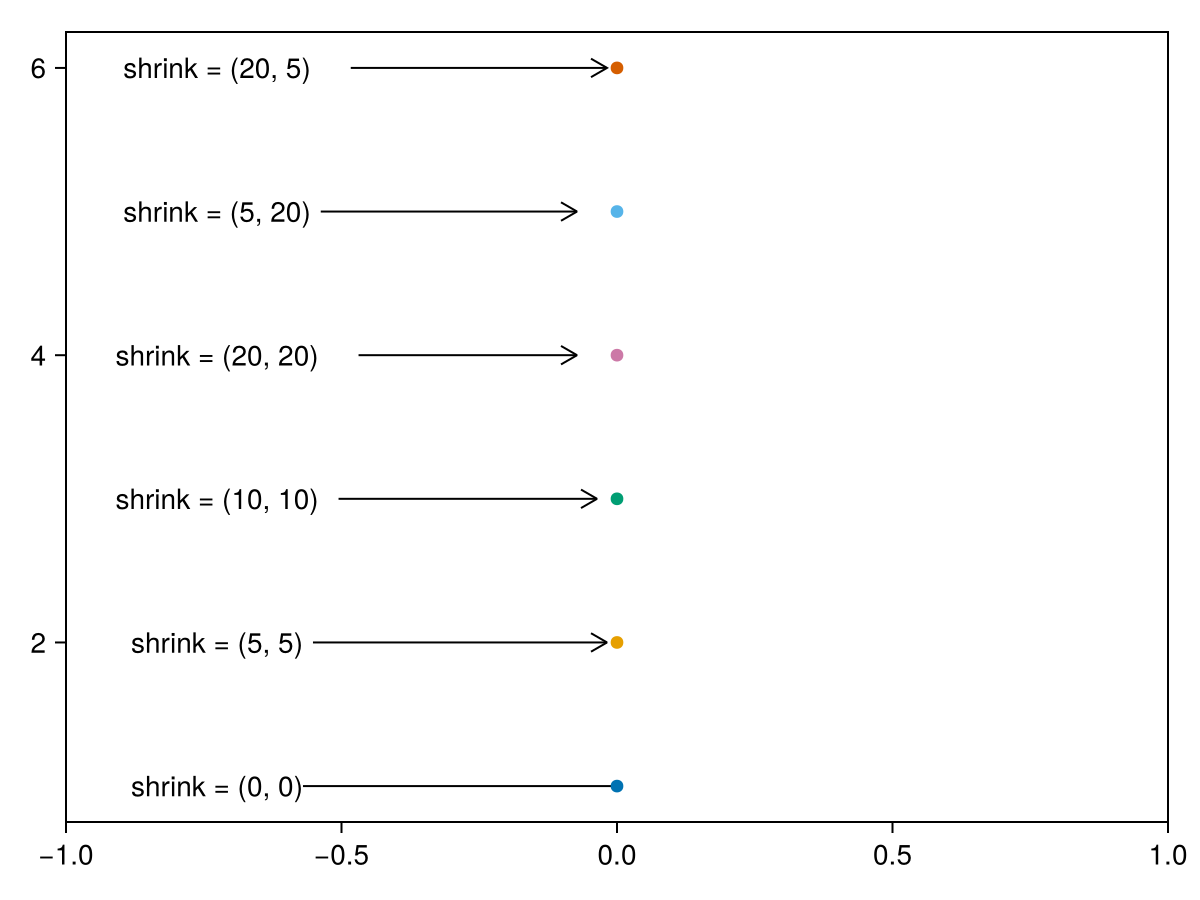 6
shrink = (20, 5)
shrink = (5, 20)
4
shrink = (20, 20)
shrink = (10, 10)
2
shrink = (5, 5)
shrink = (0, 0)
−1.0
−0.5
0.0
0.5
1.0